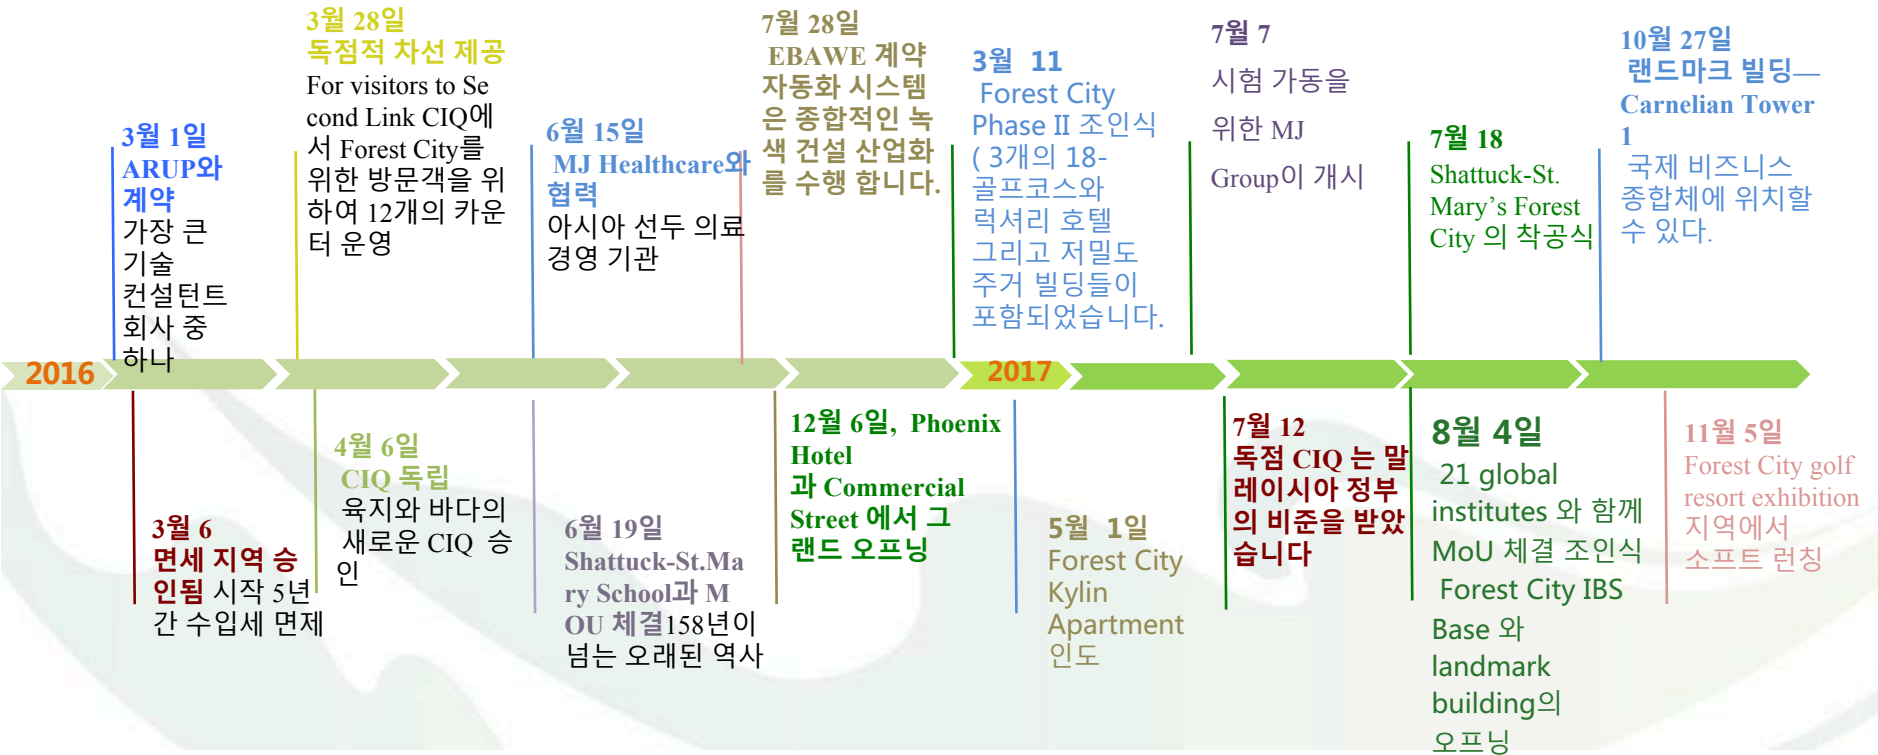 3월 1일
ARUP와
계약
가장 큰
기술
컨설턴트
회사 중
하나
3월 28일
독점적 차선 제공
For visitors to Se
cond Link CIQ에
서 Forest City를
위한 방문객을 위
하여 12개의 카운
터 운영
6월 15일
MJ Healthcare와
협력
아시아 선두 의료
경영 기관
7월 28일
EBAWE 계약
자동화 시스템
은 종합적인 녹
색 건설 산업화
를 수행 합니다.
3월 11
Forest City
Phase II 조인식
( 3개의 18-
골프코스와
럭셔리 호텔
그리고 저밀도
주거 빌딩들이
포함되었습니다.
7월 7
시험 가동을
위한 MJ
Group이 개시
7월 18
Shattuck-St.
Mary’s Forest
City 의 착공식
10월 27일
랜드마크 빌딩—
Carnelian Tower
1
국제 비즈니스
종합체에 위치할
수 있다.
2016
2017
3월 6
면세 지역 승
인됨 시작 5년
간 수입세 면제
4월 6일
CIQ 독립
육지와 바다의
새로운 CIQ 승
인
6월 19일
Shattuck-St.Ma
ry School과 M
OU 체결158년이
넘는 오래된 역사
12월 6일, Phoenix
Hotel
과 Commercial
Street 에서 그
랜드 오프닝
5월 1일
Forest City
Kylin
Apartment
인도
7월 12
독점 CIQ 는 말
레이시아 정부
의 비준을 받았
습니다
8월 4일
21 global
institutes 와 함께
MoU 체결 조인식
Forest City IBS
Base 와
landmark
building의
오프닝
11월 5일
Forest City golf
resort exhibition
지역에서
소프트 런칭